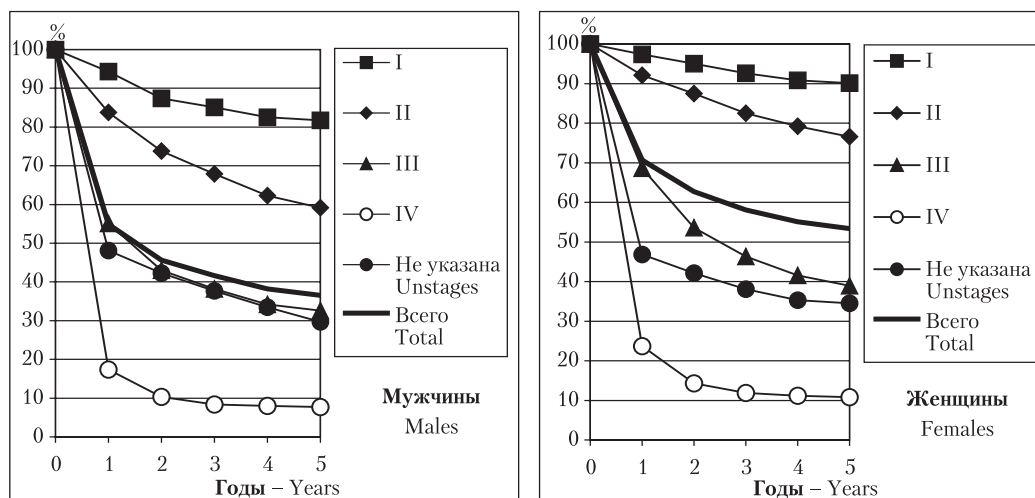 %
100
90
80
70
60
50
40
30
20
10
0
0 1 2 3 4 5
Годы – Years
I
II
III
IV
Не указана
Unstages
Всего
Total
Мужчины
Males
%
100
90
80
70
60
50
40
30
20
10
0
0 1 2 3 4 5
Годы – Years
I
II
III
IV
Не указана
Unstages
Всего
Total
Женщины
Females